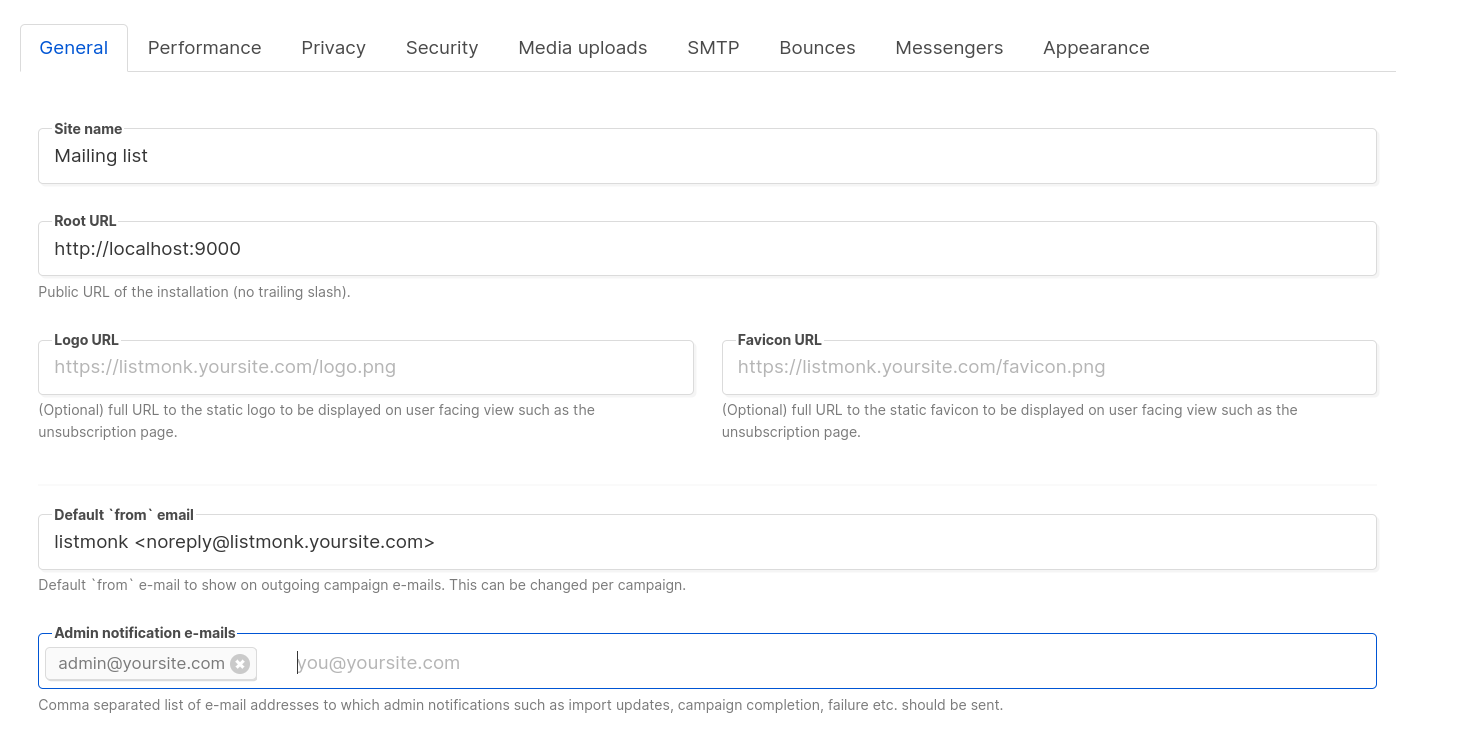 General Performance Privacy Security Media uploads SMTP Bounces Messengers Appearance
Site name
Mailing list
Root URL
http://localhost:9000
Public URL of the installation (no trailing slash).
Logo URL
https://listmonk.yoursite.com/logo.png
(Optional) full URL to the static logo to be displayed on user facing view such as the
unsubscription page.
Favicon URL
https://listmonk.yoursite.com/favicon.png
(Optional) full URL to the static favicon to be displayed on user facing view such as the
unsubscription page.
Default `from` email
listmonk <noreply@listmonk.yoursite.com>
Default `from` e-mail to show on outgoing campaign e-mails. This can be changed per campaign.
Admin notification e-mails
admin@yoursite.com you@yoursite.com
Comma separated list of e-mail addresses to which admin notifications such as import updates, campaign completion, failure etc. should be sent.